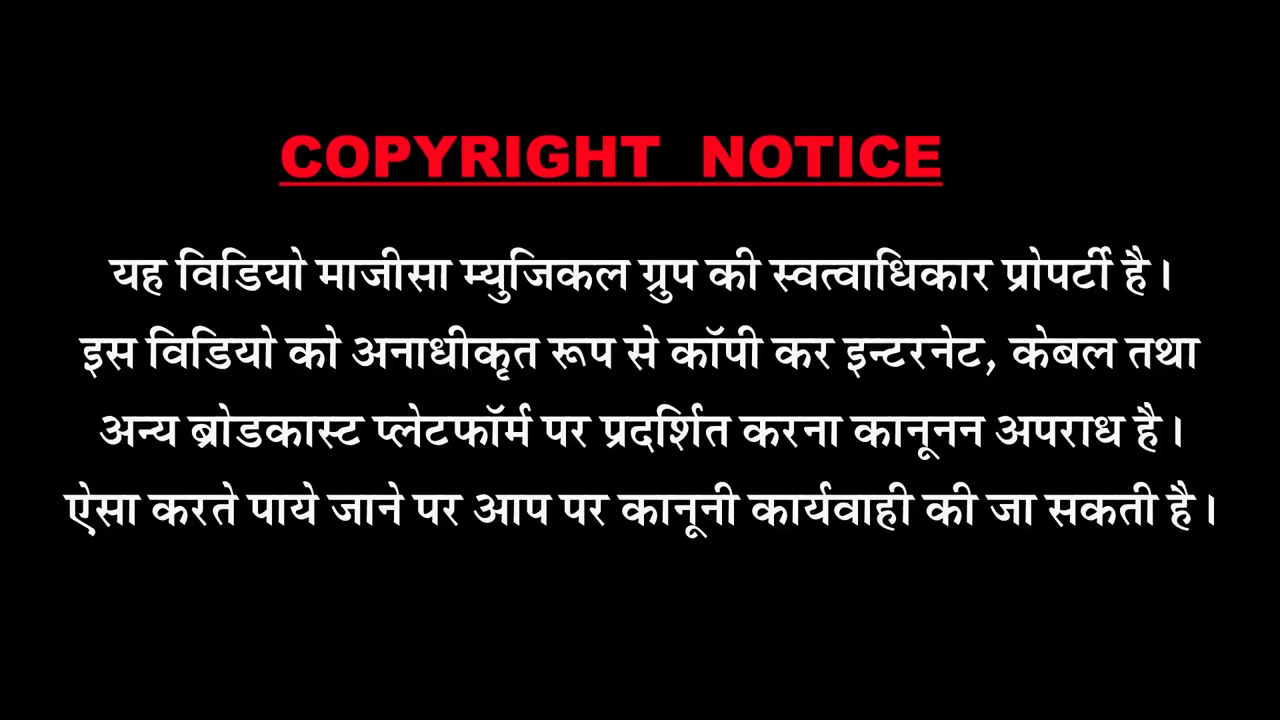 COPYRIGHT NOTICE
यह विडियो माजीसा म्युजिकल ग्रुप की स्वत्वाधिकार प्रोपर्टी है।
इस विडियो को अनाधीकृत रूप से कॉपी कर इन्टरनेट, केबल तथा
अन्य ब्रोडकास्ट प्लेटफॉर्म पर प्रदर्शित करना कानूनन अपराध है।
ऐसा करते पाये जाने पर आप पर कानूनी कार्यवाही की जा सकती है।